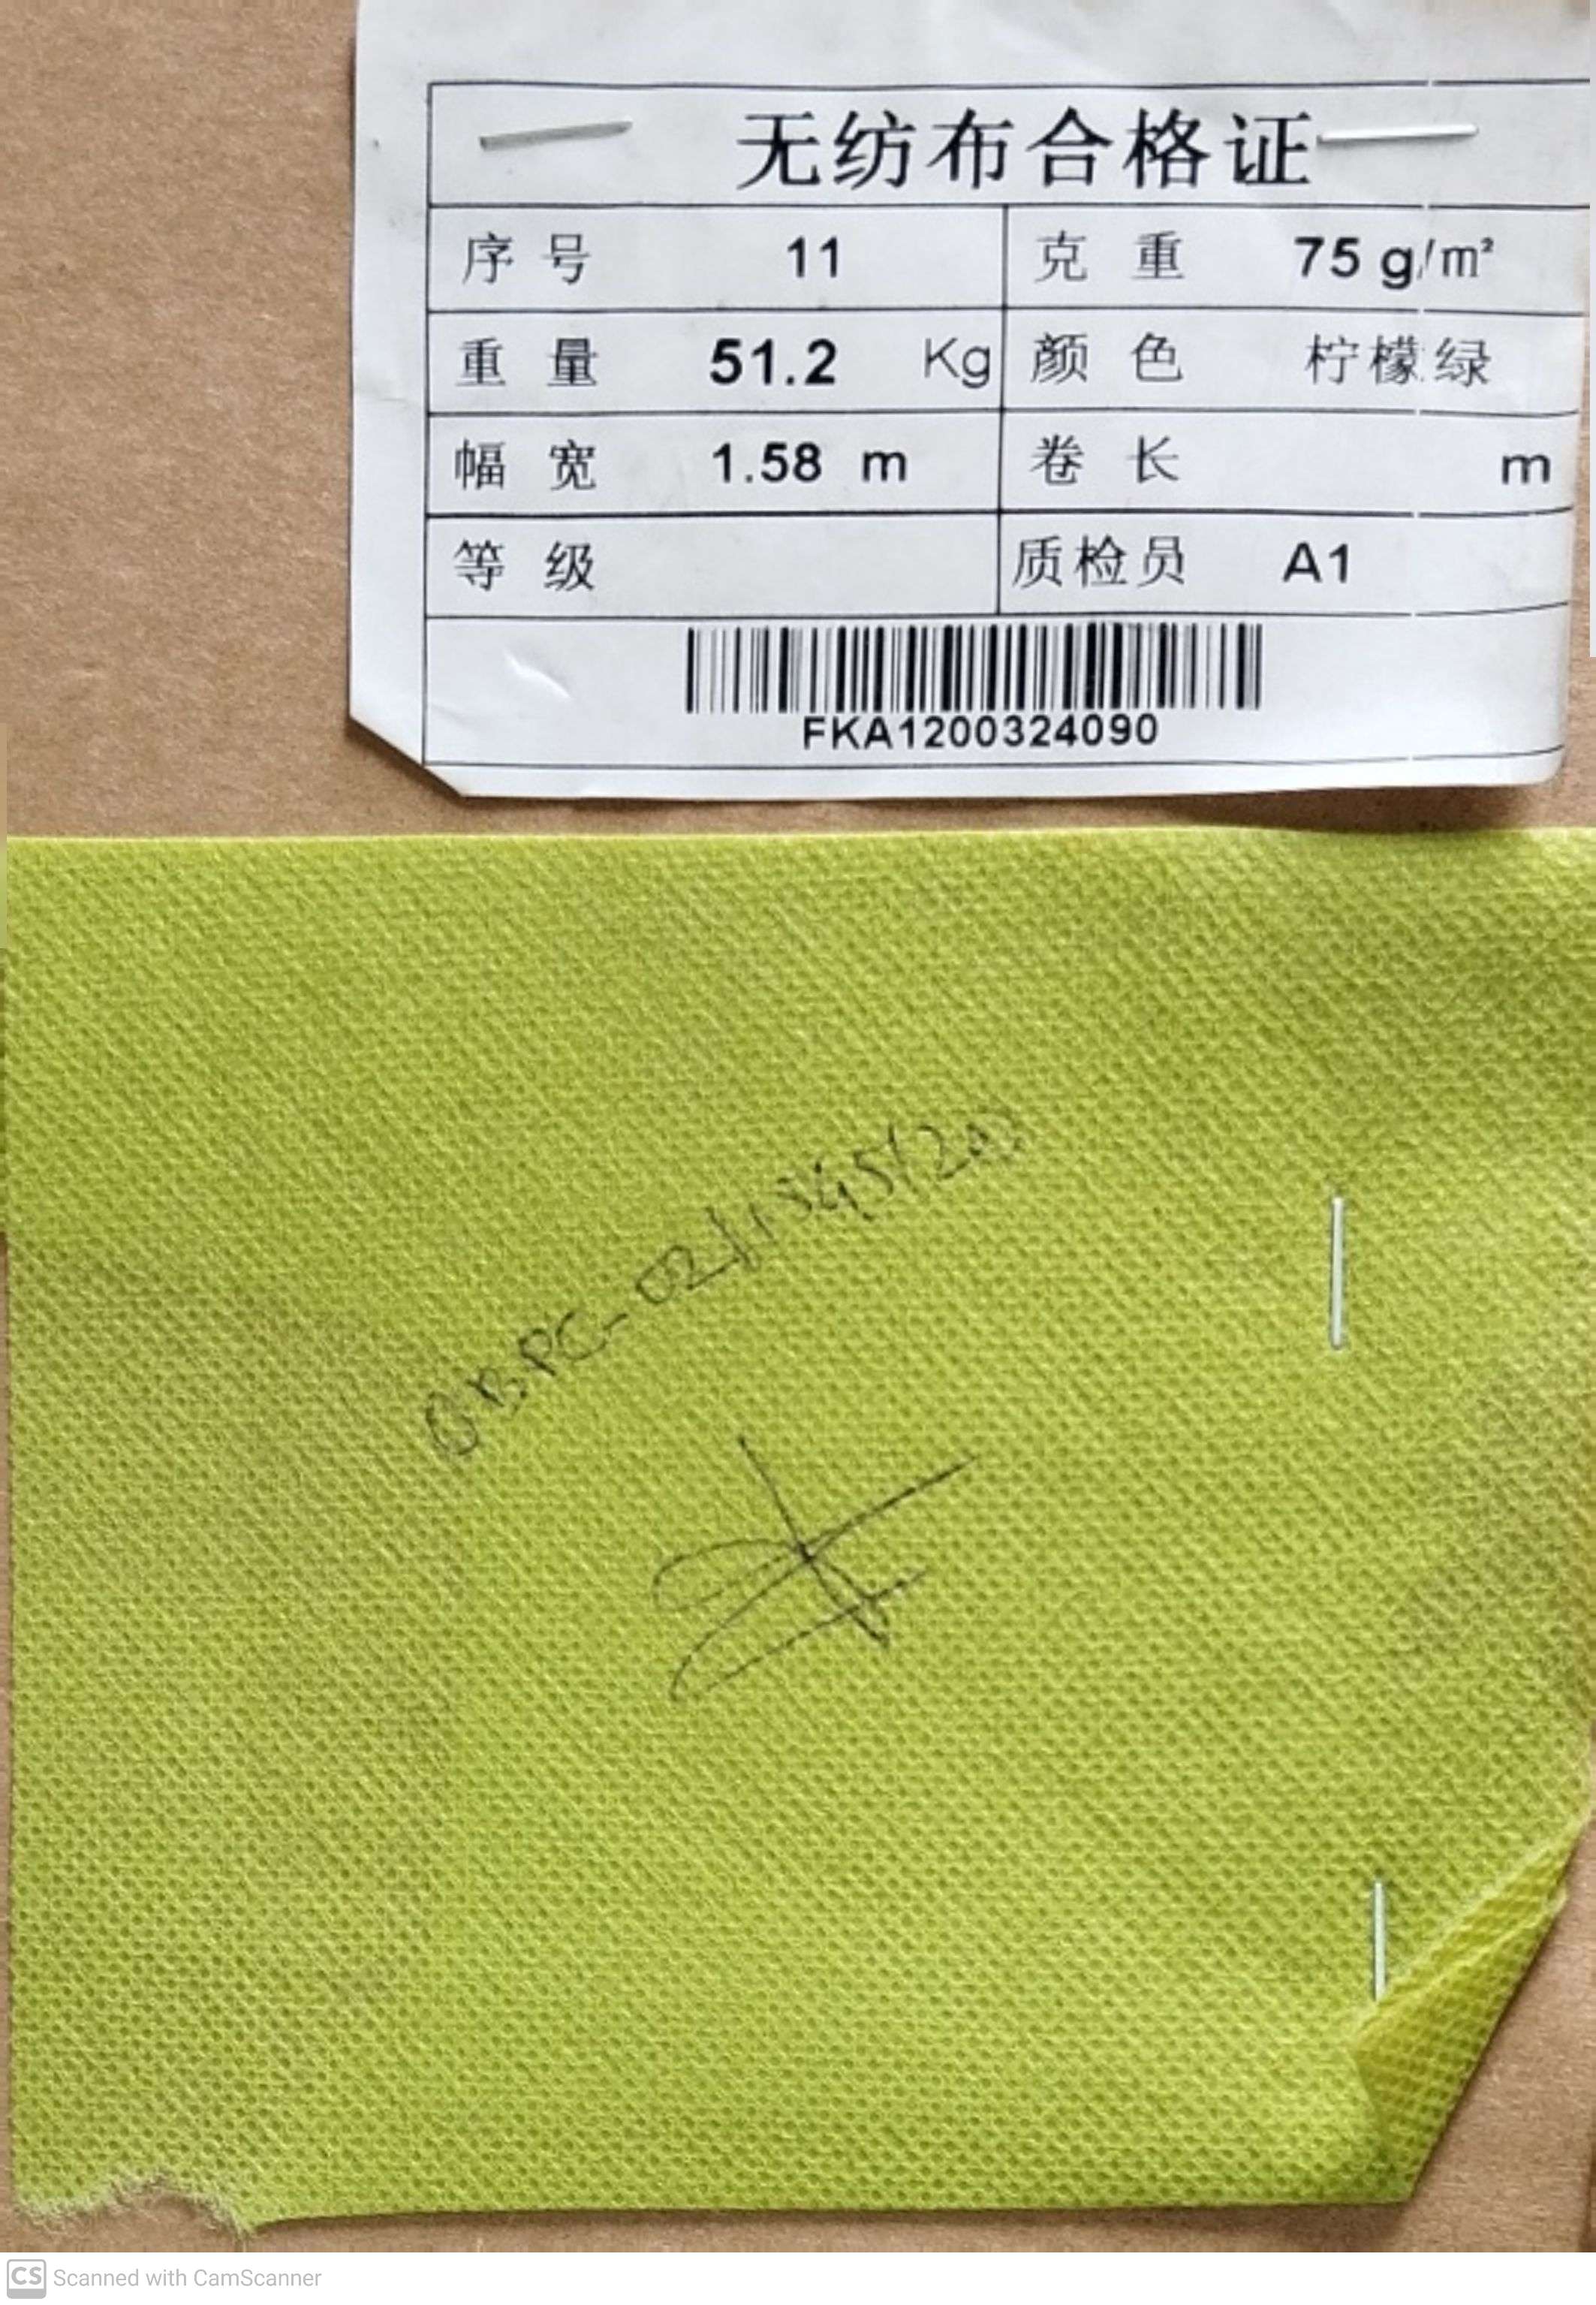 无纺布合格证
序号 11 克重 75 g/m²
重量 51.2 Kg 颜色 柠檬绿
幅宽 1.58 m 卷长 m
等级 质检员 A1
FKA1200324090
CS Scanned with CamScanner